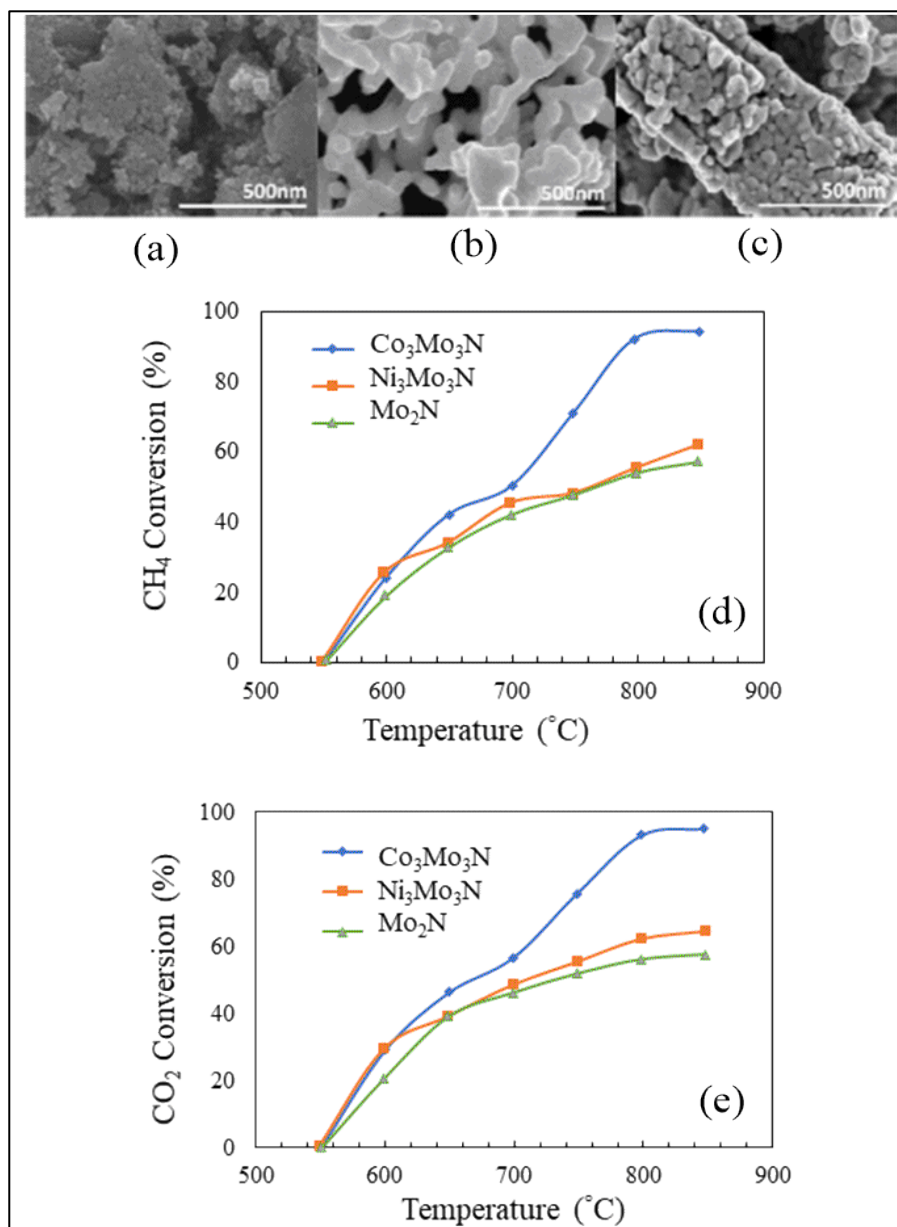 500nm 500nm 500nm
(a) (b) (c)
100
80
60
40
20
0
CH₄ Conversion (%)
Co₃Mo₃N
Ni₃Mo₃N
Mo₂N
(d)
500 600 700 800 900
Temperature (°C)
100
80
60
40
20
0
CO₂ Conversion (%)
Co₃Mo₃N
Ni₃Mo₃N
Mo₂N
(e)
500 600 700 800 900
Temperature (°C)